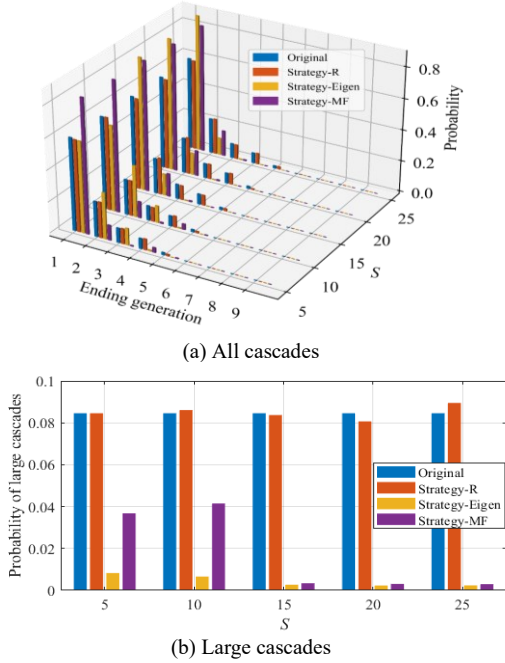 Original
Strategy-R
Strategy-Eigen
Strategy-MF
0.8
0.6
0.4
0.2
0.0
Probability
25
20
15
10
5
S
1
2
3
4
5
6
7
8
9
Ending generation
(a) All cascades
0.1
0.08
0.06
0.04
0.02
0
Probability of large cascades
Original
Strategy-R
Strategy-Eigen
Strategy-MF
5 10 15 20 25
S
(b) Large cascades